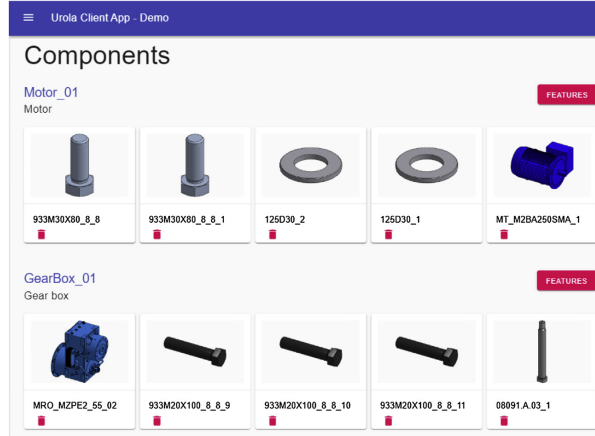 Urola Client App - Demo
Components
Motor_01
FEATURES
Motor
933M30X80_8_8
933M30X80_8_8_1
125D30_2
125D30_1
MT_M2BA250SMA_1
GearBox_01
FEATURES
Gear box
MRO_MZPE2_55_02
933M20X100_8_8_9
933M20X100_8_8_10
933M20X100_8_8_11
08091.A.03_1